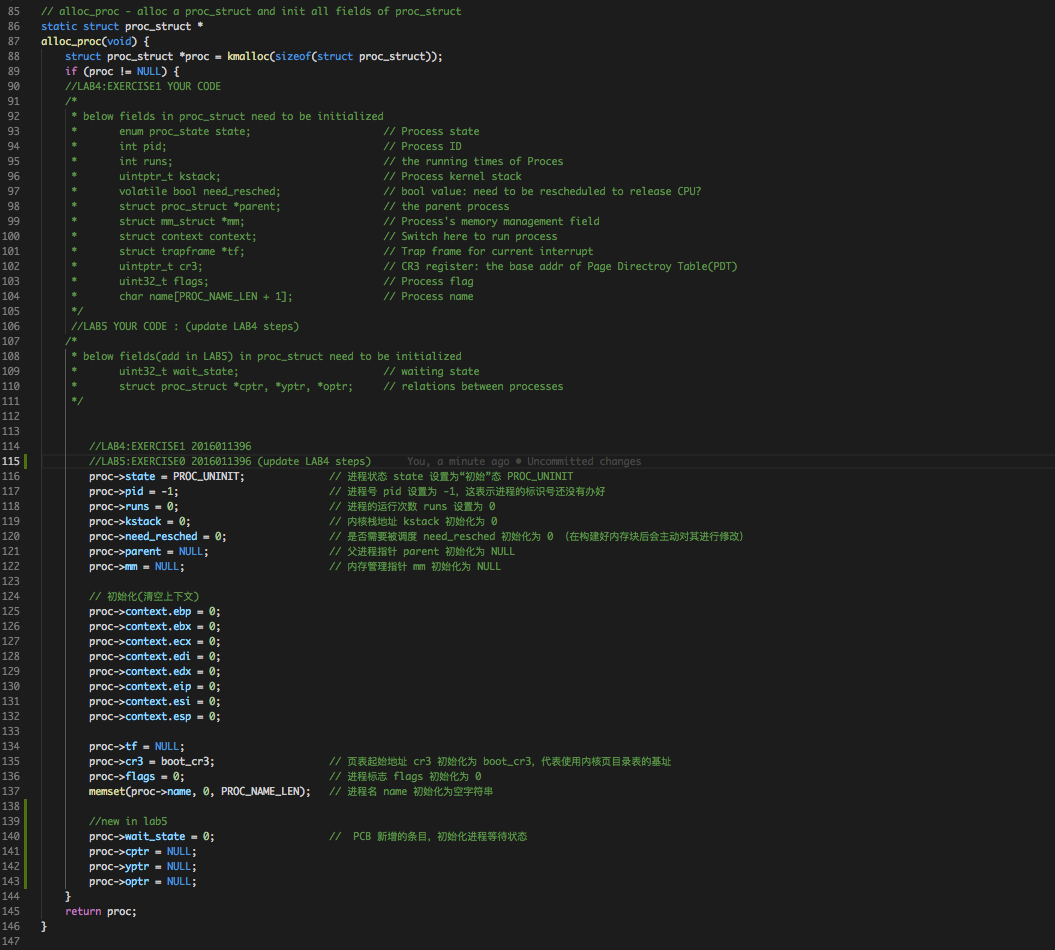 85 // alloc_proc - alloc a proc_struct and init all fields of proc_struct
86 static struct proc_struct *
87 alloc_proc(void) {
88     struct proc_struct *proc = kmalloc(sizeof(struct proc_struct));
89     if (proc != NULL) {
90     //LAB4:EXERCISE1 YOUR CODE
91     /*
92      * below fields in proc_struct need to be initialized
93      *       enum proc_state state;                      // Process state
94      *       int pid;                                    // Process ID
95      *       int runs;                                   // the running times of Proces
96      *       uintptr_t kstack;                           // Process kernel stack
97      *       volatile bool need_resched;                 // bool value: need to be rescheduled to release CPU?
98      *       struct proc_struct *parent;                 // the parent process
99      *       struct mm_struct *mm;                       // Process's memory management field
100      *       struct context context;                     // Switch here to run process
101      *       struct trapframe *tf;                       // Trap frame for current interrupt
102      *       uintptr_t cr3;                              // CR3 register: the base addr of Page Directroy Table(PDT)
103      *       uint32_t flags;                             // Process flag
104      *       char name[PROC_NAME_LEN + 1];               // Process name
105      */
106      //LAB5 YOUR CODE : (update LAB4 steps)
107     /*
108      * below fields(add in LAB5) in proc_struct need to be initialized
109      *       uint32_t wait_state;                        // waiting state
110      *       struct proc_struct *cptr, *yptr, *optr;     // relations between processes
111      */
112
113
114         //LAB4:EXERCISE1 2016011396
115         //LAB5:EXERCISE0 2016011396 (update LAB4 steps)      You, a minute ago • Uncommitted changes
116         proc->state = PROC_UNINIT;              // 进程状态 state 设置为“初始”态 PROC_UNINIT
117         proc->pid = -1;                         // 进程号 pid 设置为 -1，这表示进程的标识号还没有办好
118         proc->runs = 0;                         // 进程的运行次数 runs 设置为 0
119         proc->kstack = 0;                       // 内核栈地址 kstack 初始化为 0
120         proc->need_resched = 0;                 // 是否需要被调度 need_resched 初始化为 0 （在构建好内存块后会主动对其进行修改）
121         proc->parent = NULL;                    // 父进程指针 parent 初始化为 NULL
122         proc->mm = NULL;                        // 内存管理指针 mm 初始化为 NULL
123
124         // 初始化(清空上下文)
125         proc->context.ebp = 0;
126         proc->context.ebx = 0;
127         proc->context.ecx = 0;
128         proc->context.edi = 0;
129         proc->context.edx = 0;
130         proc->context.eip = 0;
131         proc->context.esi = 0;
132         proc->context.esp = 0;
133
134         proc->tf = NULL;
135         proc->cr3 = boot_cr3;                   // 页表起始地址 cr3 初始化为 boot_cr3，代表使用内核页目录表的基址
136         proc->flags = 0;                        // 进程标志 flags 初始化为 0
137         memset(proc->name, 0, PROC_NAME_LEN);   // 进程名 name 初始化为空字符串
138
139         //new in lab5
140         proc->wait_state = 0;                   //  PCB 新增的条目，初始化进程等待状态
141         proc->cptr = NULL;
142         proc->yptr = NULL;
143         proc->optr = NULL;
144     }
145     return proc;
146 }
147